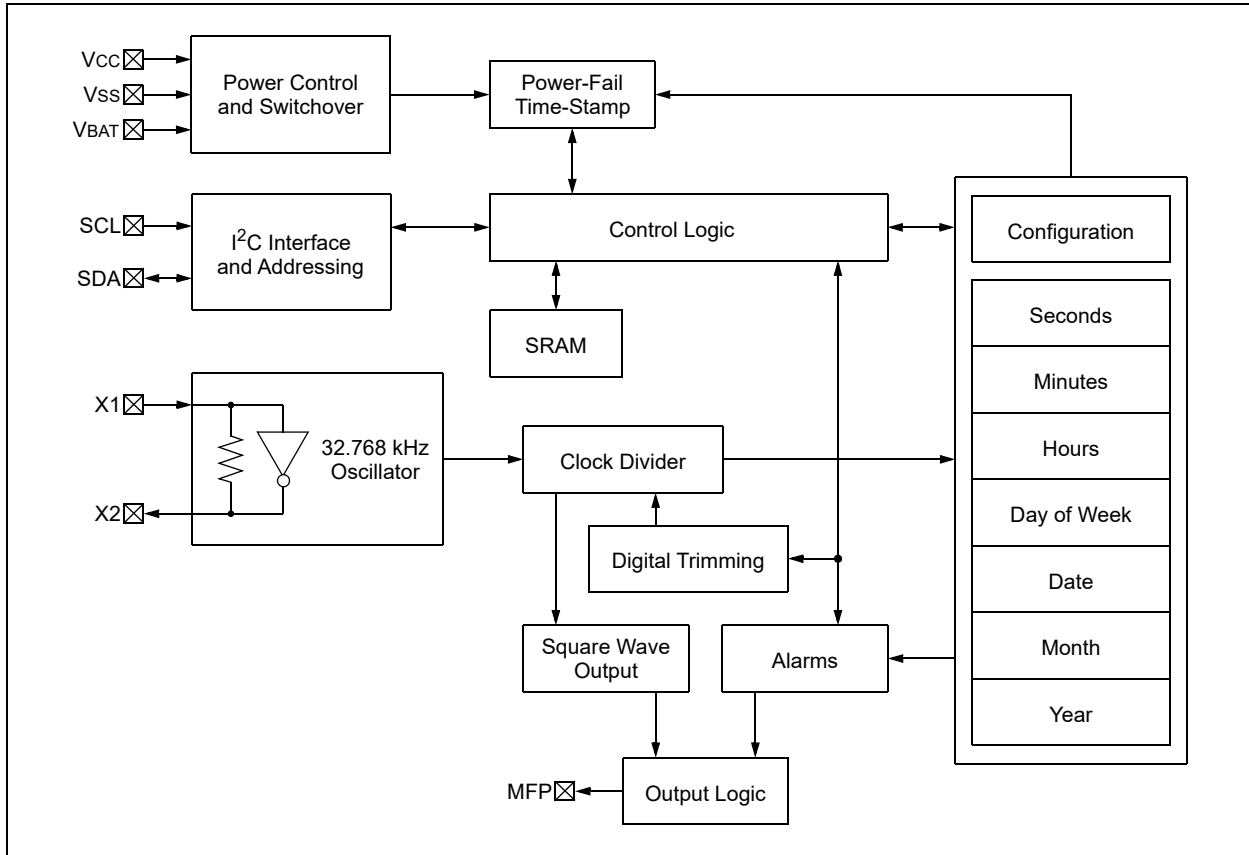 VCC
VSS
VBAT
Power Control
and Switchover
Power-Fail
Time-Stamp
SCL
SDA
I²C Interface
and Addressing
Control Logic
Configuration
SRAM
Seconds
Minutes
Hours
Day of Week
Date
Month
Year
X1
X2
32.768 kHz
Oscillator
Clock Divider
Digital Trimming
Square Wave
Output
Alarms
MFP
Output Logic